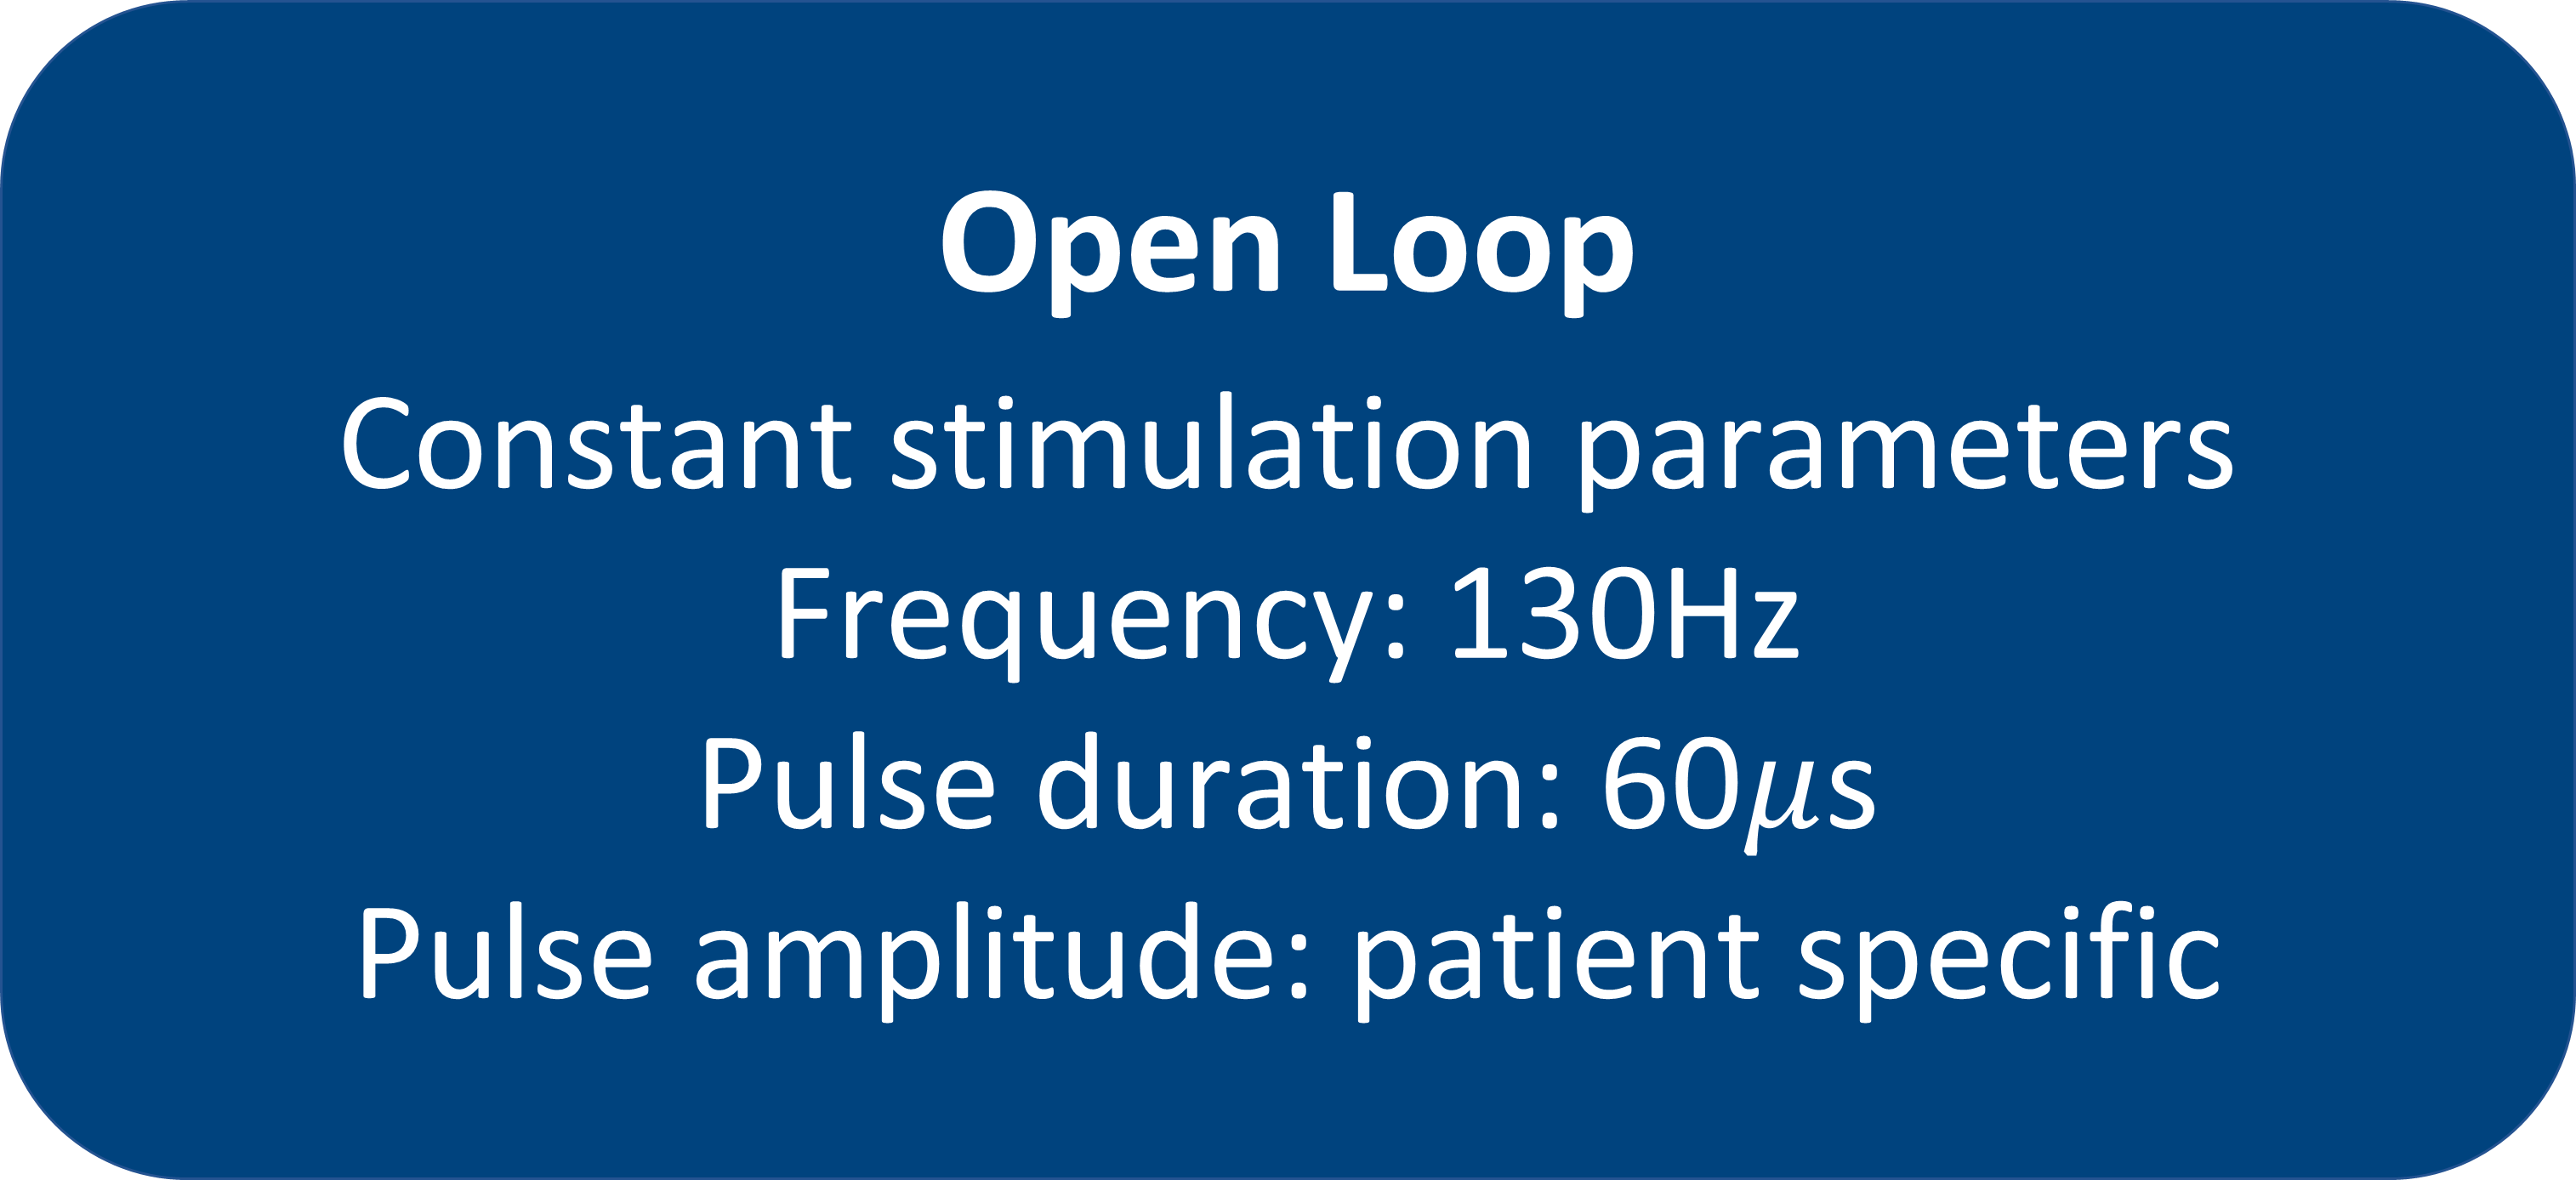 Open Loop
Constant stimulation parameters
Frequency: 130Hz
Pulse duration: 60𝜇s
Pulse amplitude: patient specific